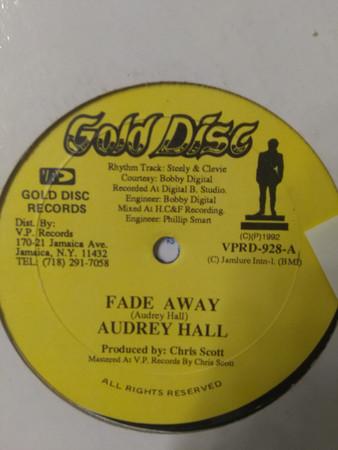 Gold Disc
Rhythm Track: Steely & Clevie
Courtesy: Bobby Digital
Recorded At Digital B. Studio.
Engineer: Bobby Digital
Mixed At H.C&F Recording.
Engineer: Phillip Smart
VP
GOLD DISC
RECORDS
Dist. By:
V.P. Records
170-21 Jamaica Ave.
Jamaica, N.Y. 11432
TEL: (718) 291-7058
(C)(P)1992
VPRD-928-A
(C) Jamlure Intn-l. (BMI)
FADE AWAY
(Audrey Hall)
AUDREY HALL
Produced by: Chris Scott
Mastered At V.P. Records By Chris Scott
ALL RIGHTS RESERVED